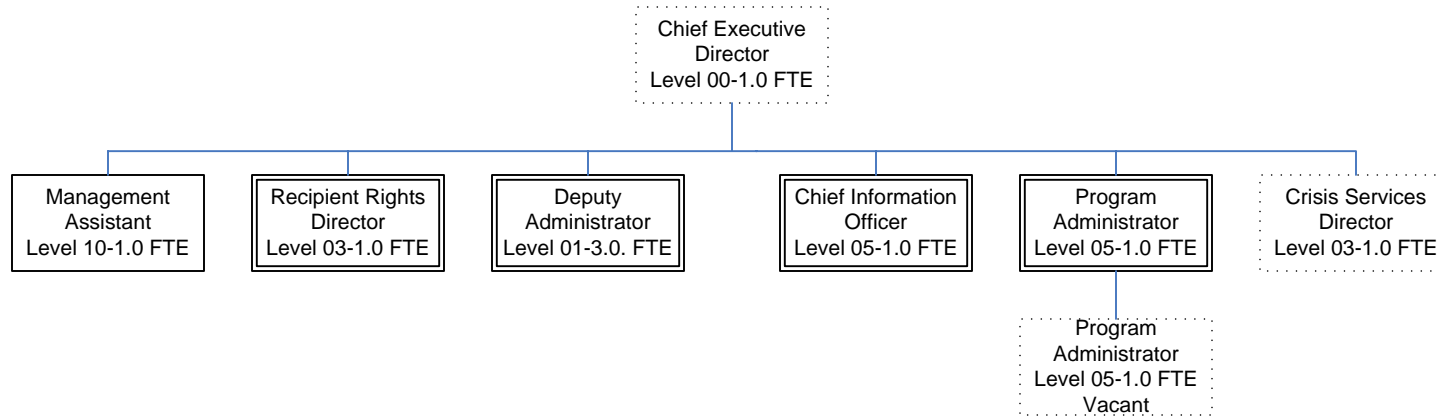 Chief Executive
Director
Level 00-1.0 FTE
Management
Assistant
Level 10-1.0 FTE
Recipient Rights
Director
Level 03-1.0 FTE
Deputy
Administrator
Level 01-3.0. FTE
Chief Information
Officer
Level 05-1.0 FTE
Program
Administrator
Level 05-1.0 FTE
Crisis Services
Director
Level 03-1.0 FTE
Program
Administrator
Level 05-1.0 FTE
Vacant